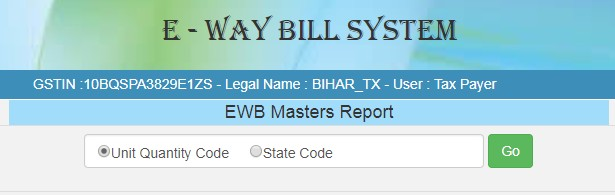 E - WAY BILL SYSTEM
GSTIN :10BQSPA3829E1ZS - Legal Name : BIHAR_TX - User : Tax Payer
EWB Masters Report
Unit Quantity Code State Code Go